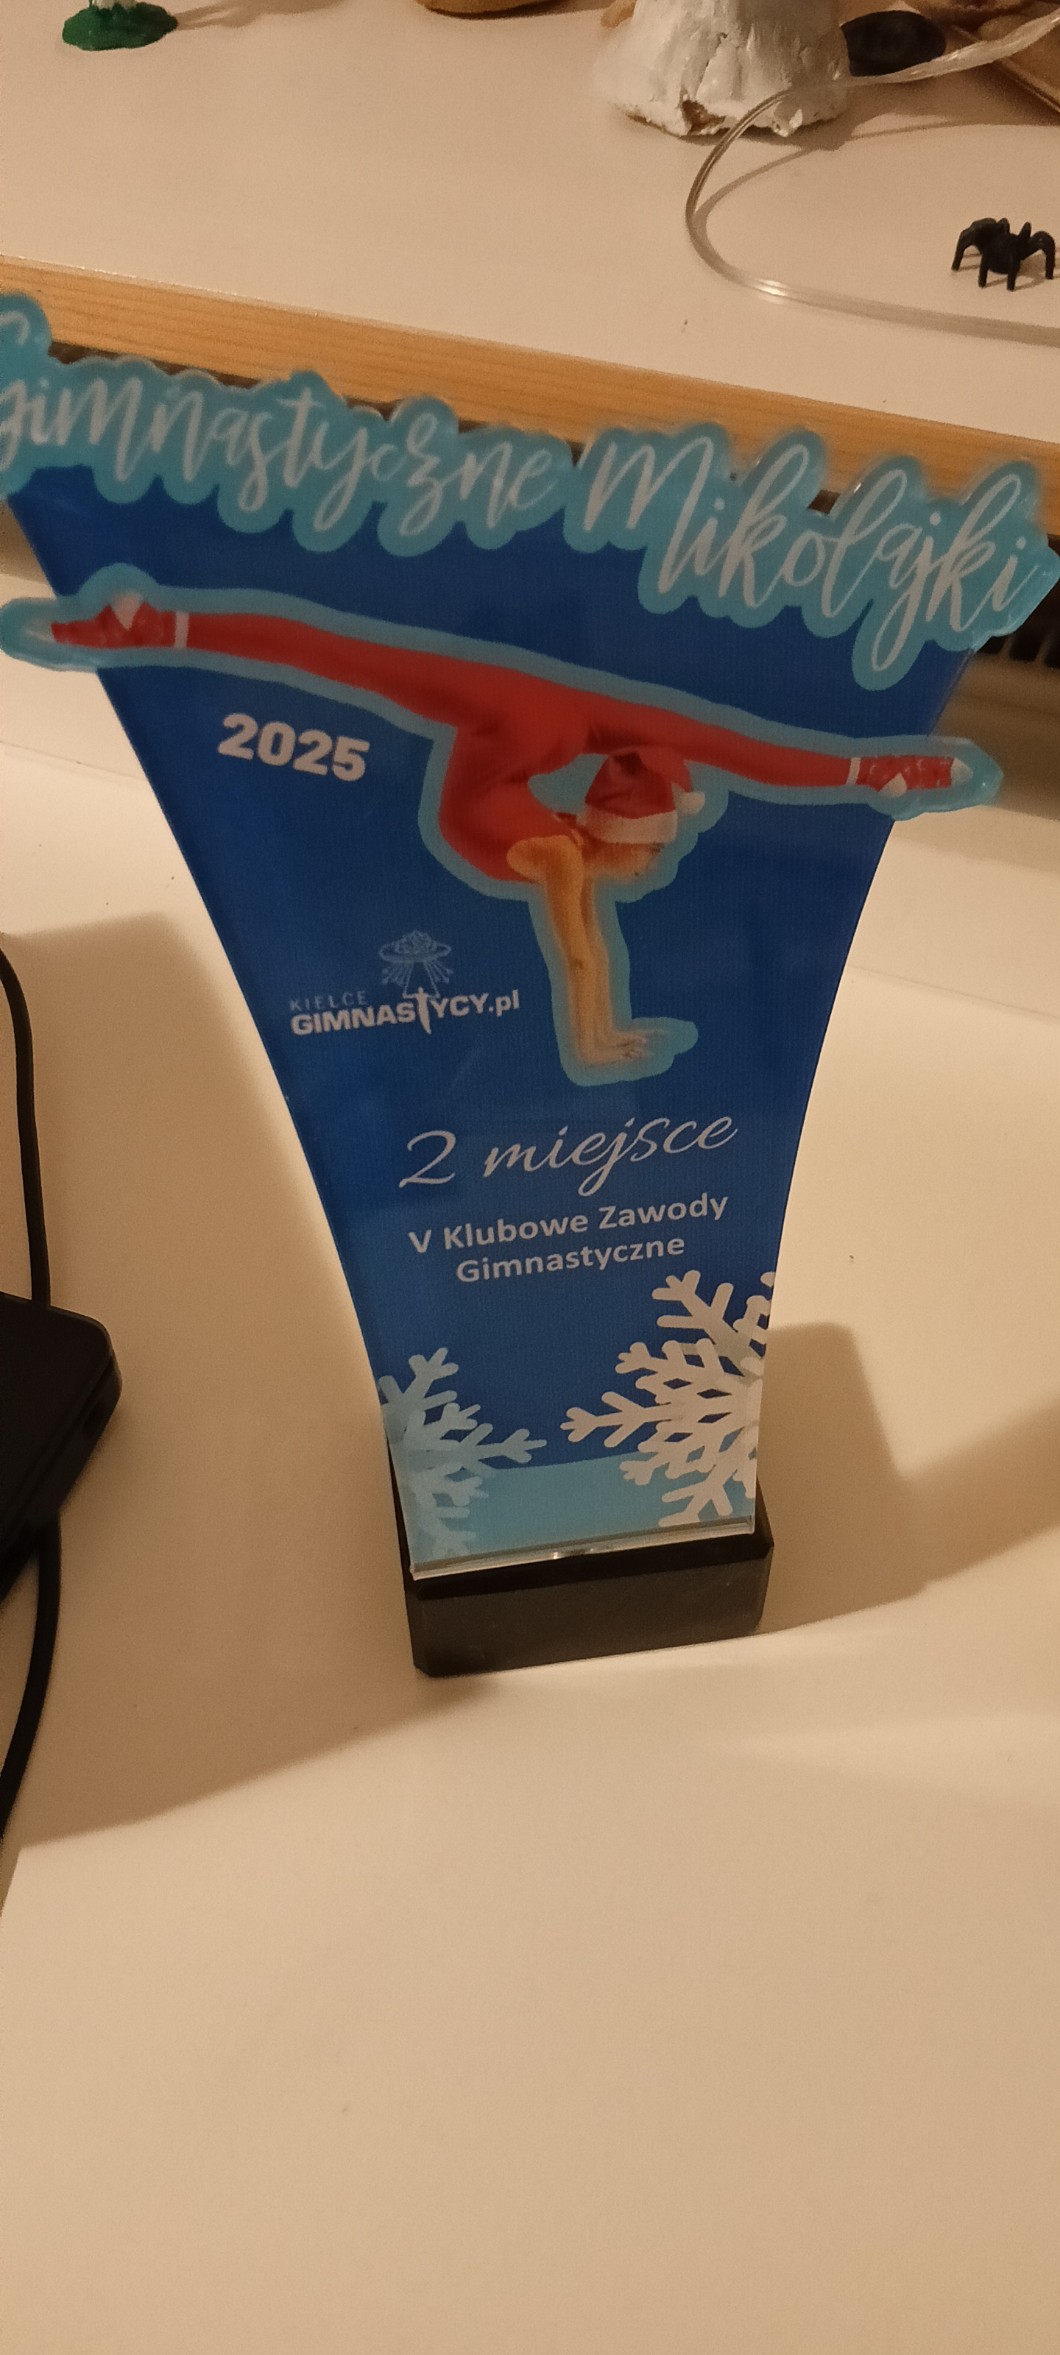 Gimnastyczne Mikołajki
2025
KIELCE
GIMNASTYCY.pl
2 miejsce
V Klubowe Zawody
Gimnastyczne